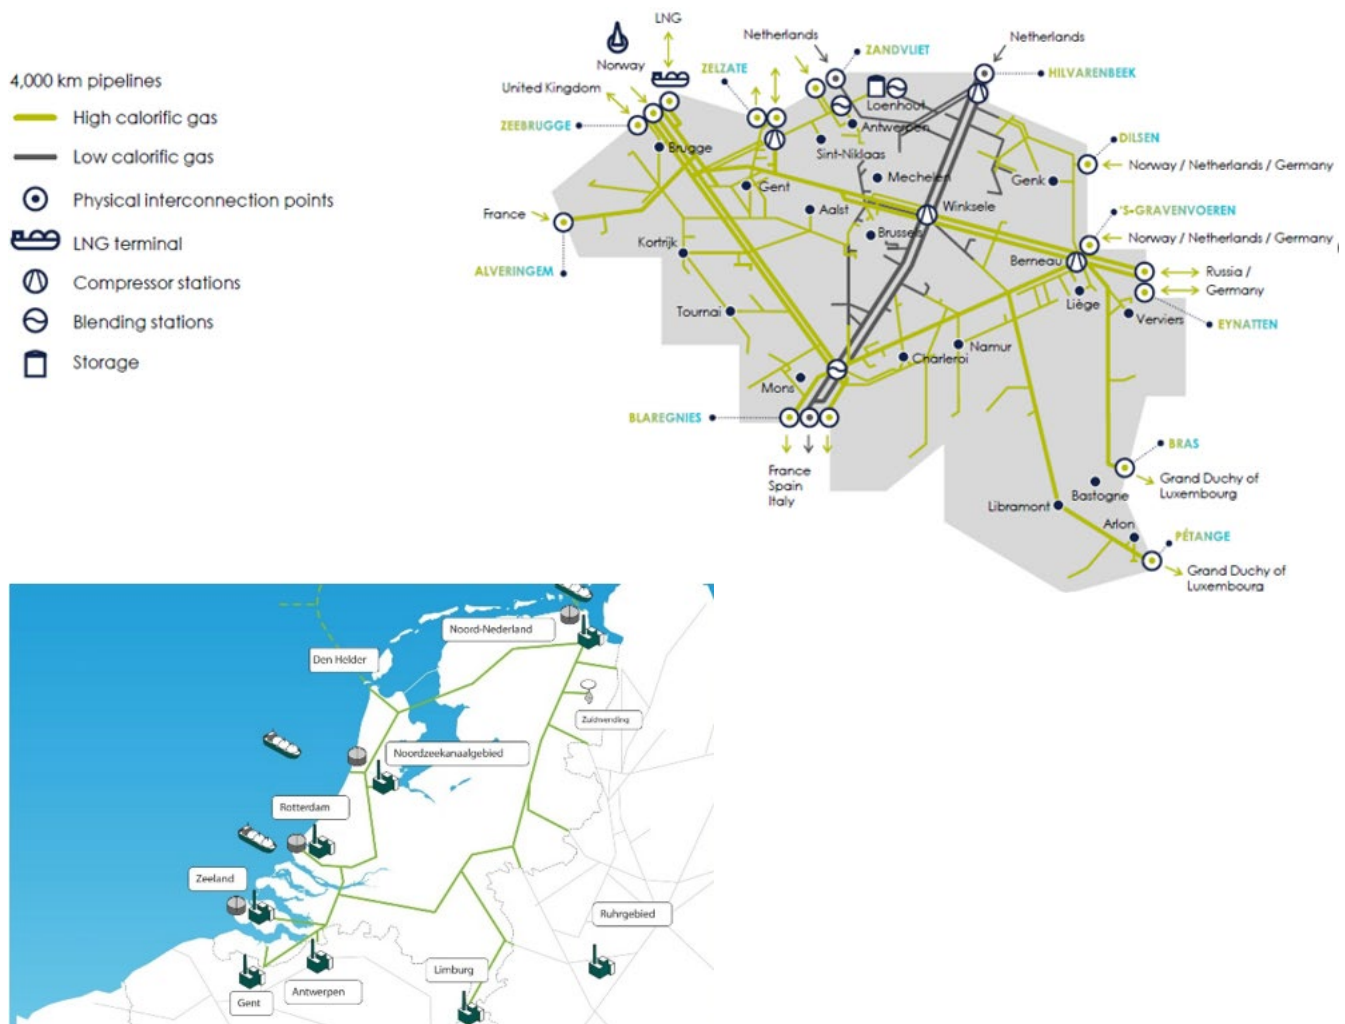 4,000 km pipelines
High calorific gas
Low calorific gas
Physical interconnection points
LNG terminal
Compressor stations
Blending stations
Storage
LNG
Norway
United Kingdom
ZEEBRUGGE
ZELZATE
Netherlands
ZANDVLIET
Netherlands
HILVARENBEEK
Loenhout
Antwerpen
Sint-Niklaas
Brugge
DILSEN
Norway / Netherlands / Germany
Genk
Mechelen
Gent
Aalst
Winksele
'S-GRAVENVOEREN
Norway / Netherlands / Germany
France
Kortrijk
Brussels
Berneau
ALVERINGEM
Russia /
Germany
Liège
Verviers
EYNATTEN
Tournai
Namur
Charleroi
Mons
BLAREGNIES
France
Spain
Italy
BRAS
Grand Duchy of
Luxembourg
Bastogne
Libramont
Arlon
PÉTANGE
Grand Duchy of
Luxembourg
Noord-Nederland
Den Helder
Zuidwending
Noordzeekanaalgebied
Rotterdam
Zeeland
Ruhrgebied
Limburg
Antwerpen
Gent